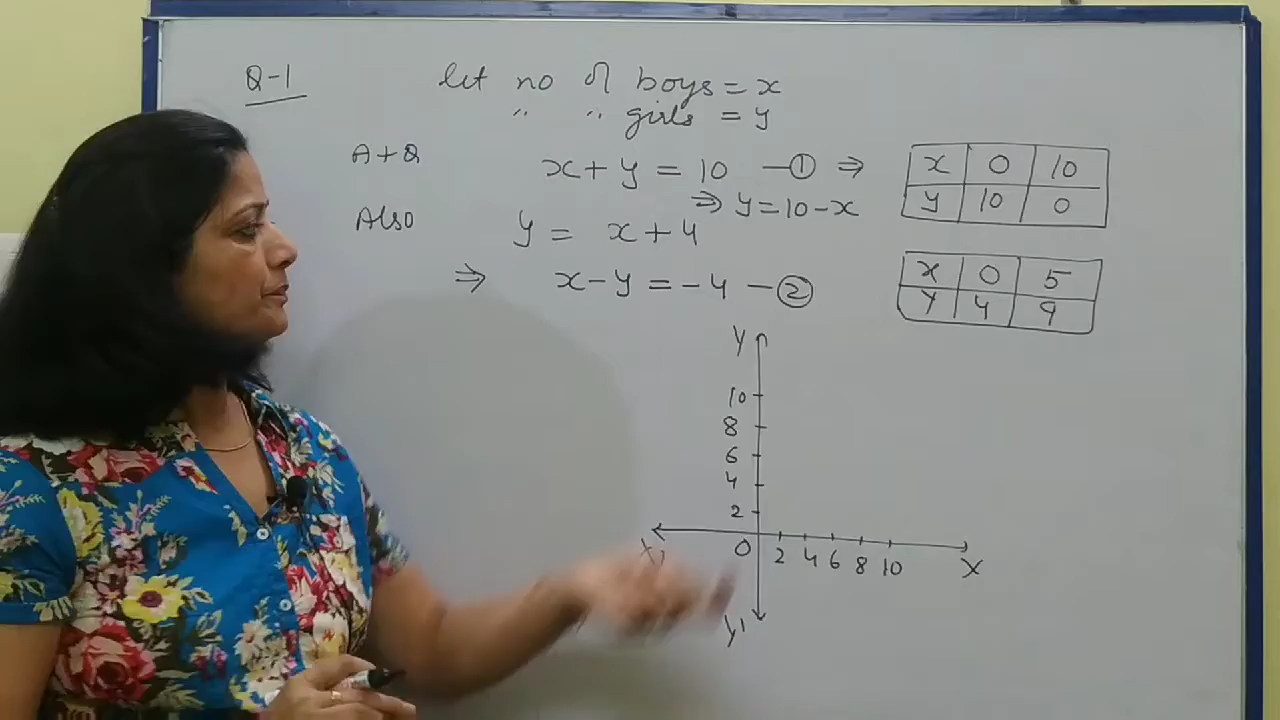 Q-1
let no of boys = x
" " girls = y
A+Q x+y = 10 —①⇒
⇒ y=10-x
Also y = x+4
⇒ x-y = -4 —②
x 0 10
y 10 0
x 0 5
y 4 9
Y
10
8
6
4
2
X' 0 2 4 6 8 10 X
Y'